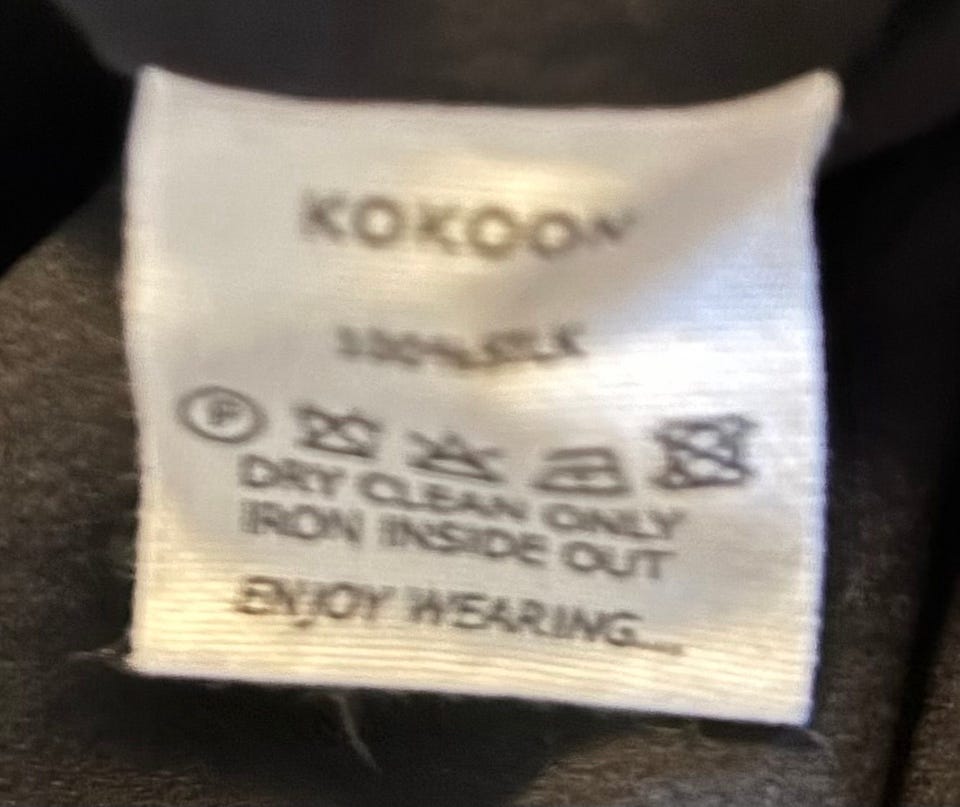 KOKOON
100% SILK
P
DRY CLEAN ONLY
IRON INSIDE OUT
ENJOY WEARING....